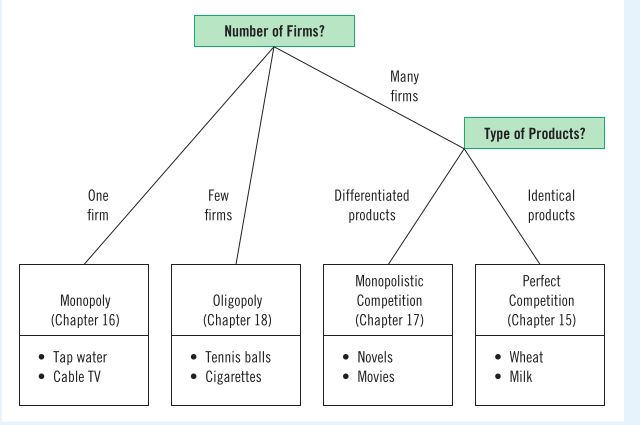 Number of Firms?
Many
firms
Type of Products?
One
firm
Few
firms
Differentiated
products
Identical
products
Monopoly
(Chapter 16)
• Tap water
• Cable TV
Oligopoly
(Chapter 18)
• Tennis balls
• Cigarettes
Monopolistic
Competition
(Chapter 17)
• Novels
• Movies
Perfect
Competition
(Chapter 15)
• Wheat
• Milk